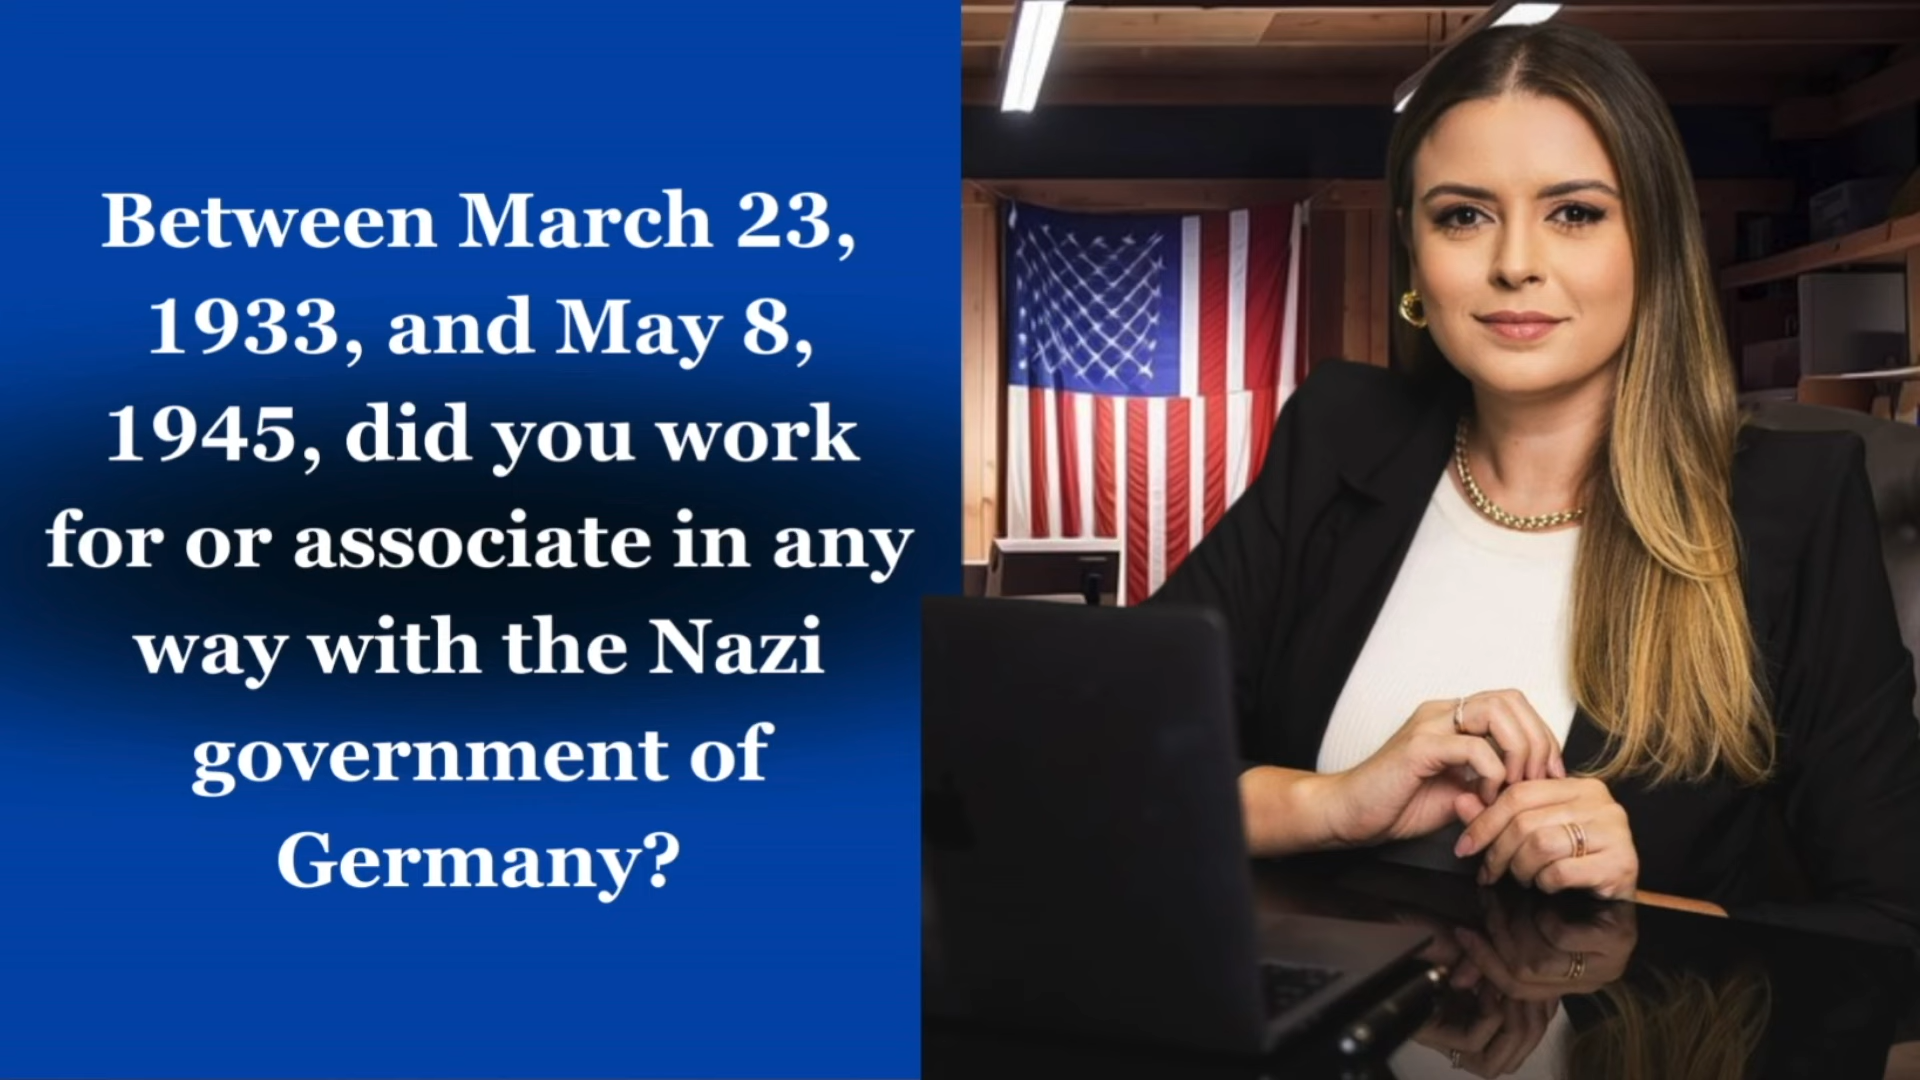 Between March 23,
1933, and May 8,
1945, did you work
for or associate in any
way with the Nazi
government of
Germany?